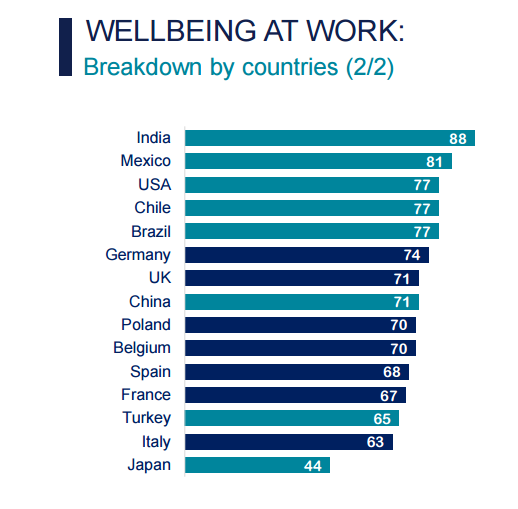 WELLBEING AT WORK:
Breakdown by countries (2/2)
India 88
Mexico 81
USA 77
Chile 77
Brazil 77
Germany 74
UK 71
China 71
Poland 70
Belgium 70
Spain 68
France 67
Turkey 65
Italy 63
Japan 44